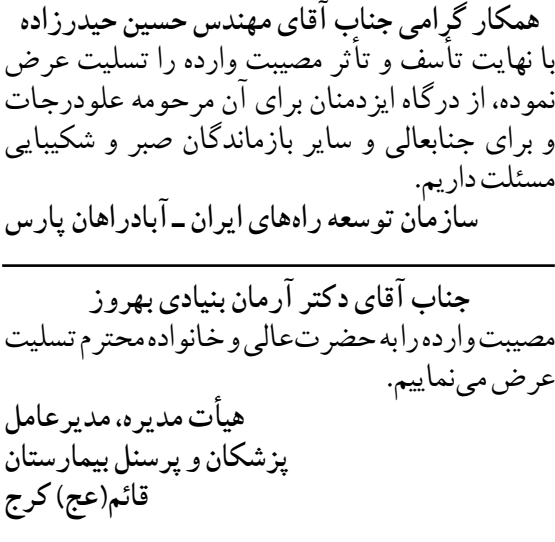 همکار گرامی جناب آقای مهندس حسین حیدرزاده
با نهایت تأسف و تأثر مصیبت وارده را تسلیت عرض
نموده، از درگاه ایزدمنان برای آن مرحومه علودرجات
و برای جنابعالی و سایر بازماندگان صبر و شکیبایی
مسئلت داریم.
سازمان توسعه راه‌های ایران ـ آبادراهان پارس
جناب آقای دکتر آرمان بنیادی بهروز
مصیبت وارده را به حضرت‌عالی و خانواده محترم تسلیت
عرض می‌نماییم.
هیأت مدیره، مدیرعامل
پزشکان و پرسنل بیمارستان
قائم(عج) کرج